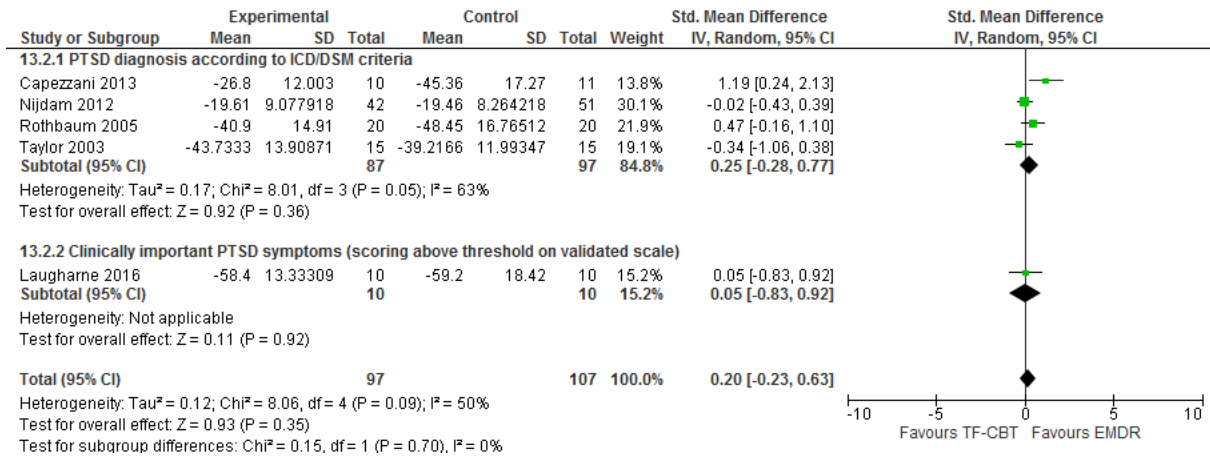 Experimental Control Std. Mean Difference Std. Mean Difference
Study or Subgroup Mean SD Total Mean SD Total Weight IV, Random, 95% CI IV, Random, 95% CI
13.2.1 PTSD diagnosis according to ICD/DSM criteria
Capezzani 2013 -26.8 12.003 10 -45.36 17.27 11 13.8% 1.19 [0.24, 2.13]
Nijdam 2012 -19.61 9.077918 42 -19.46 8.264218 51 30.1% -0.02 [-0.43, 0.39]
Rothbaum 2005 -40.9 14.91 20 -48.45 16.76512 20 21.9% 0.47 [-0.16, 1.10]
Taylor 2003 -43.7333 13.90871 15 -39.2166 11.99347 15 19.1% -0.34 [-1.06, 0.38]
Subtotal (95% CI) 87 97 84.8% 0.25 [-0.28, 0.77]
Heterogeneity: Tau² = 0.17; Chi² = 8.01, df = 3 (P = 0.05); I² = 63%
Test for overall effect: Z = 0.92 (P = 0.36)
13.2.2 Clinically important PTSD symptoms (scoring above threshold on validated scale)
Laugharne 2016 -58.4 13.33309 10 -59.2 18.42 10 15.2% 0.05 [-0.83, 0.92]
Subtotal (95% CI) 10 10 15.2% 0.05 [-0.83, 0.92]
Heterogeneity: Not applicable
Test for overall effect: Z = 0.11 (P = 0.92)
Total (95% CI) 97 107 100.0% 0.20 [-0.23, 0.63]
Heterogeneity: Tau² = 0.12; Chi² = 8.06, df = 4 (P = 0.09); I² = 50%
Test for overall effect: Z = 0.93 (P = 0.35)
Test for subgroup differences: Chi² = 0.15, df = 1 (P = 0.70), I² = 0%
-10 -5 0 5 10
Favours TF-CBT Favours EMDR